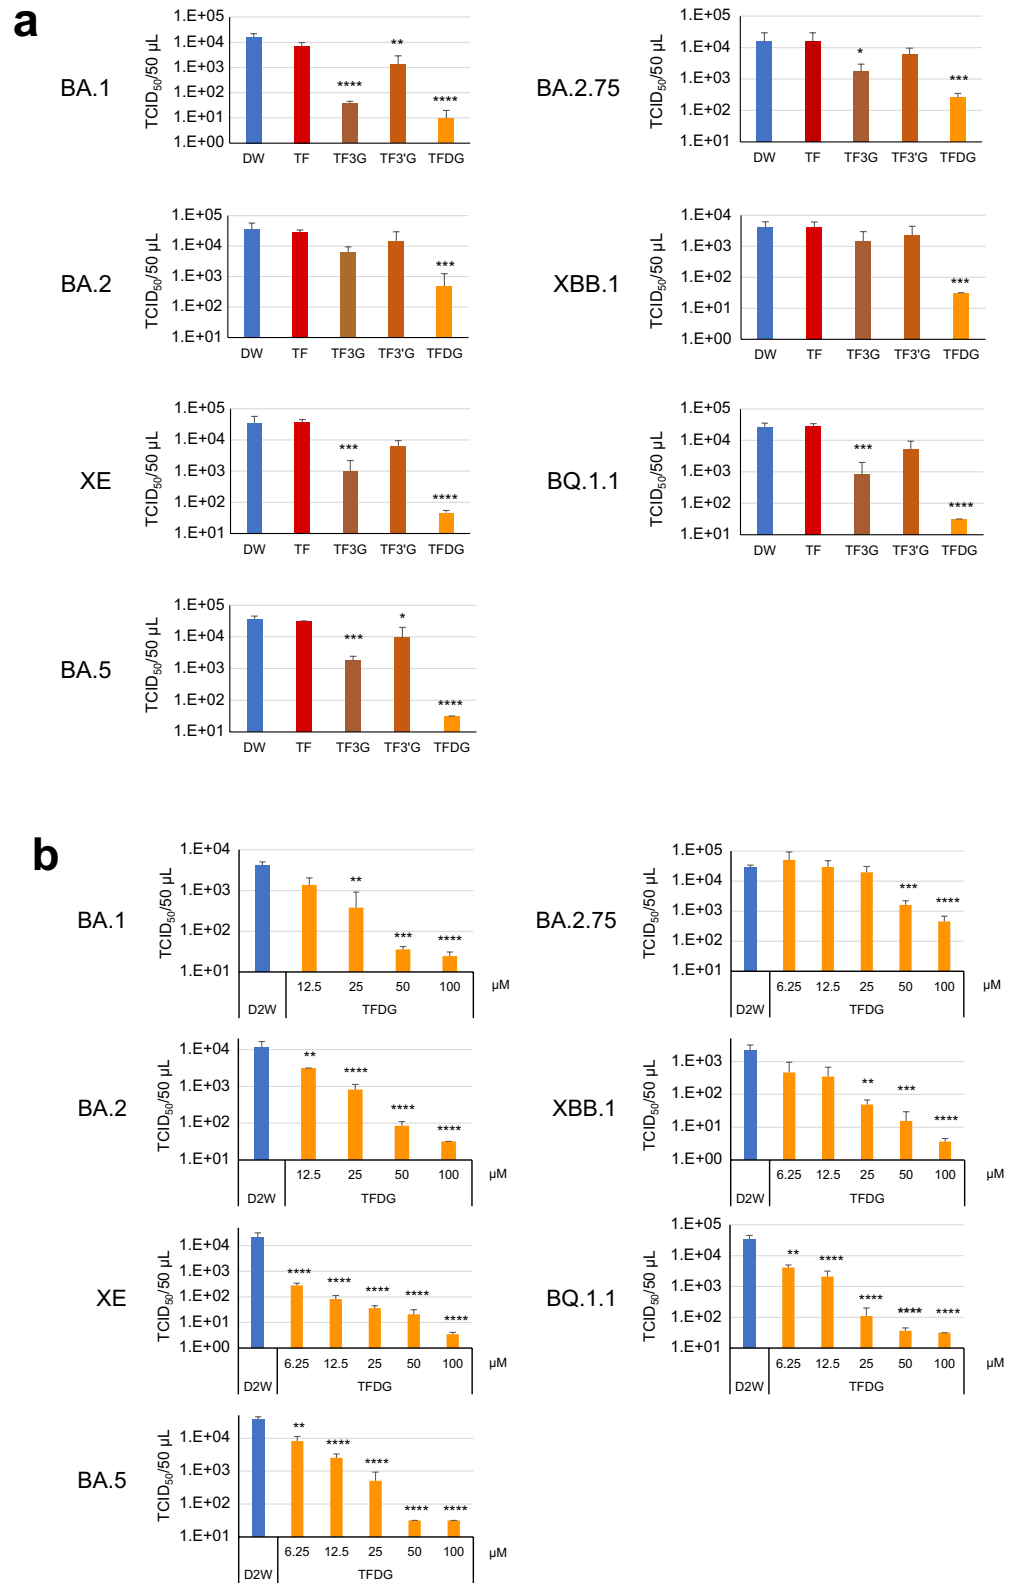 a
BA.1
TCID50/50 µL
1.E+05
1.E+04
1.E+03
1.E+02
1.E+01
1.E+00
****
**
****
DW TF TF3G TF3'G TFDG
BA.2.75
TCID50/50 µL
1.E+05
1.E+04
1.E+03
1.E+02
1.E+01
*
***
DW TF TF3G TF3'G TFDG
BA.2
TCID50/50 µL
1.E+05
1.E+04
1.E+03
1.E+02
1.E+01
***
DW TF TF3G TF3'G TFDG
XBB.1
TCID50/50 µL
1.E+04
1.E+03
1.E+02
1.E+01
1.E+00
***
DW TF TF3G TF3'G TFDG
XE
TCID50/50 µL
1.E+05
1.E+04
1.E+03
1.E+02
1.E+01
***
****
DW TF TF3G TF3'G TFDG
BQ.1.1
TCID50/50 µL
1.E+05
1.E+04
1.E+03
1.E+02
1.E+01
***
****
DW TF TF3G TF3'G TFDG
BA.5
TCID50/50 µL
1.E+05
1.E+04
1.E+03
1.E+02
1.E+01
***
*
****
DW TF TF3G TF3'G TFDG
b
BA.1
TCID50/50 µL
1.E+04
1.E+03
1.E+02
1.E+01
**
***
****
12.5 25 50 100 µM
D2W TFDG
BA.2.75
TCID50/50 µL
1.E+05
1.E+04
1.E+03
1.E+02
1.E+01
***
****
6.25 12.5 25 50 100 µM
D2W TFDG
BA.2
TCID50/50 µL
1.E+04
1.E+03
1.E+02
1.E+01
**
****
****
****
12.5 25 50 100 µM
D2W TFDG
XBB.1
TCID50/50 µL
1.E+03
1.E+02
1.E+01
1.E+00
**
***
****
6.25 12.5 25 50 100 µM
D2W TFDG
XE
TCID50/50 µL
1.E+04
1.E+03
1.E+02
1.E+01
1.E+00
****
****
****
****
****
6.25 12.5 25 50 100 µM
D2W TFDG
BQ.1.1
TCID50/50 µL
1.E+05
1.E+04
1.E+03
1.E+02
1.E+01
**
****
****
****
****
6.25 12.5 25 50 100 µM
D2W TFDG
BA.5
TCID50/50 µL
1.E+04
1.E+03
1.E+02
1.E+01
**
****
****
****
****
6.25 12.5 25 50 100 µM
D2W TFDG